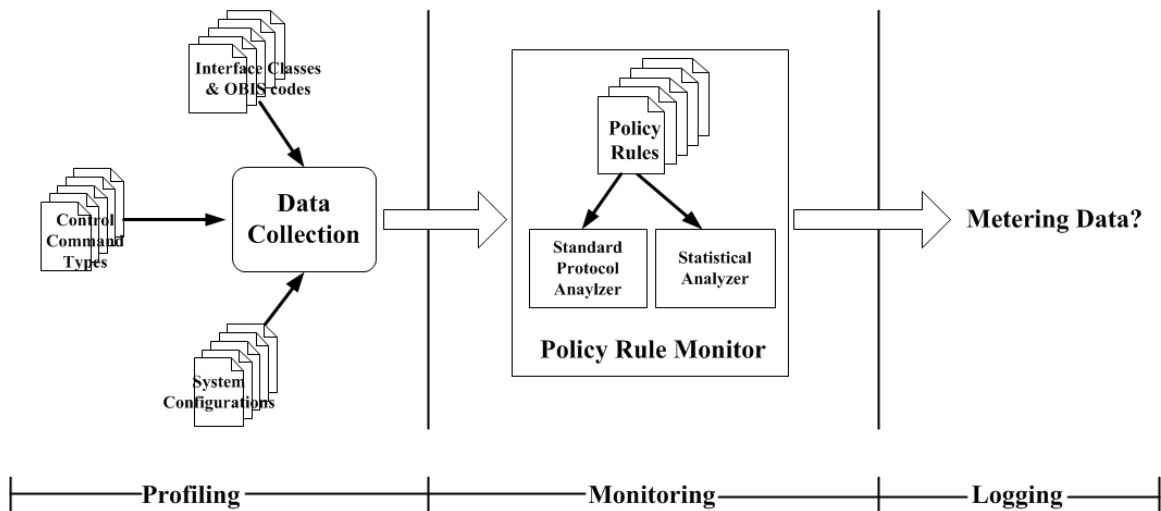 Interface Classes
& OBIS codes
Control
Command
Types
Data
Collection
System
Configurations
Policy
Rules
Standard
Protocol
Anaylzer
Statistical
Analyzer
Policy Rule Monitor
Metering Data?
Profiling
Monitoring
Logging